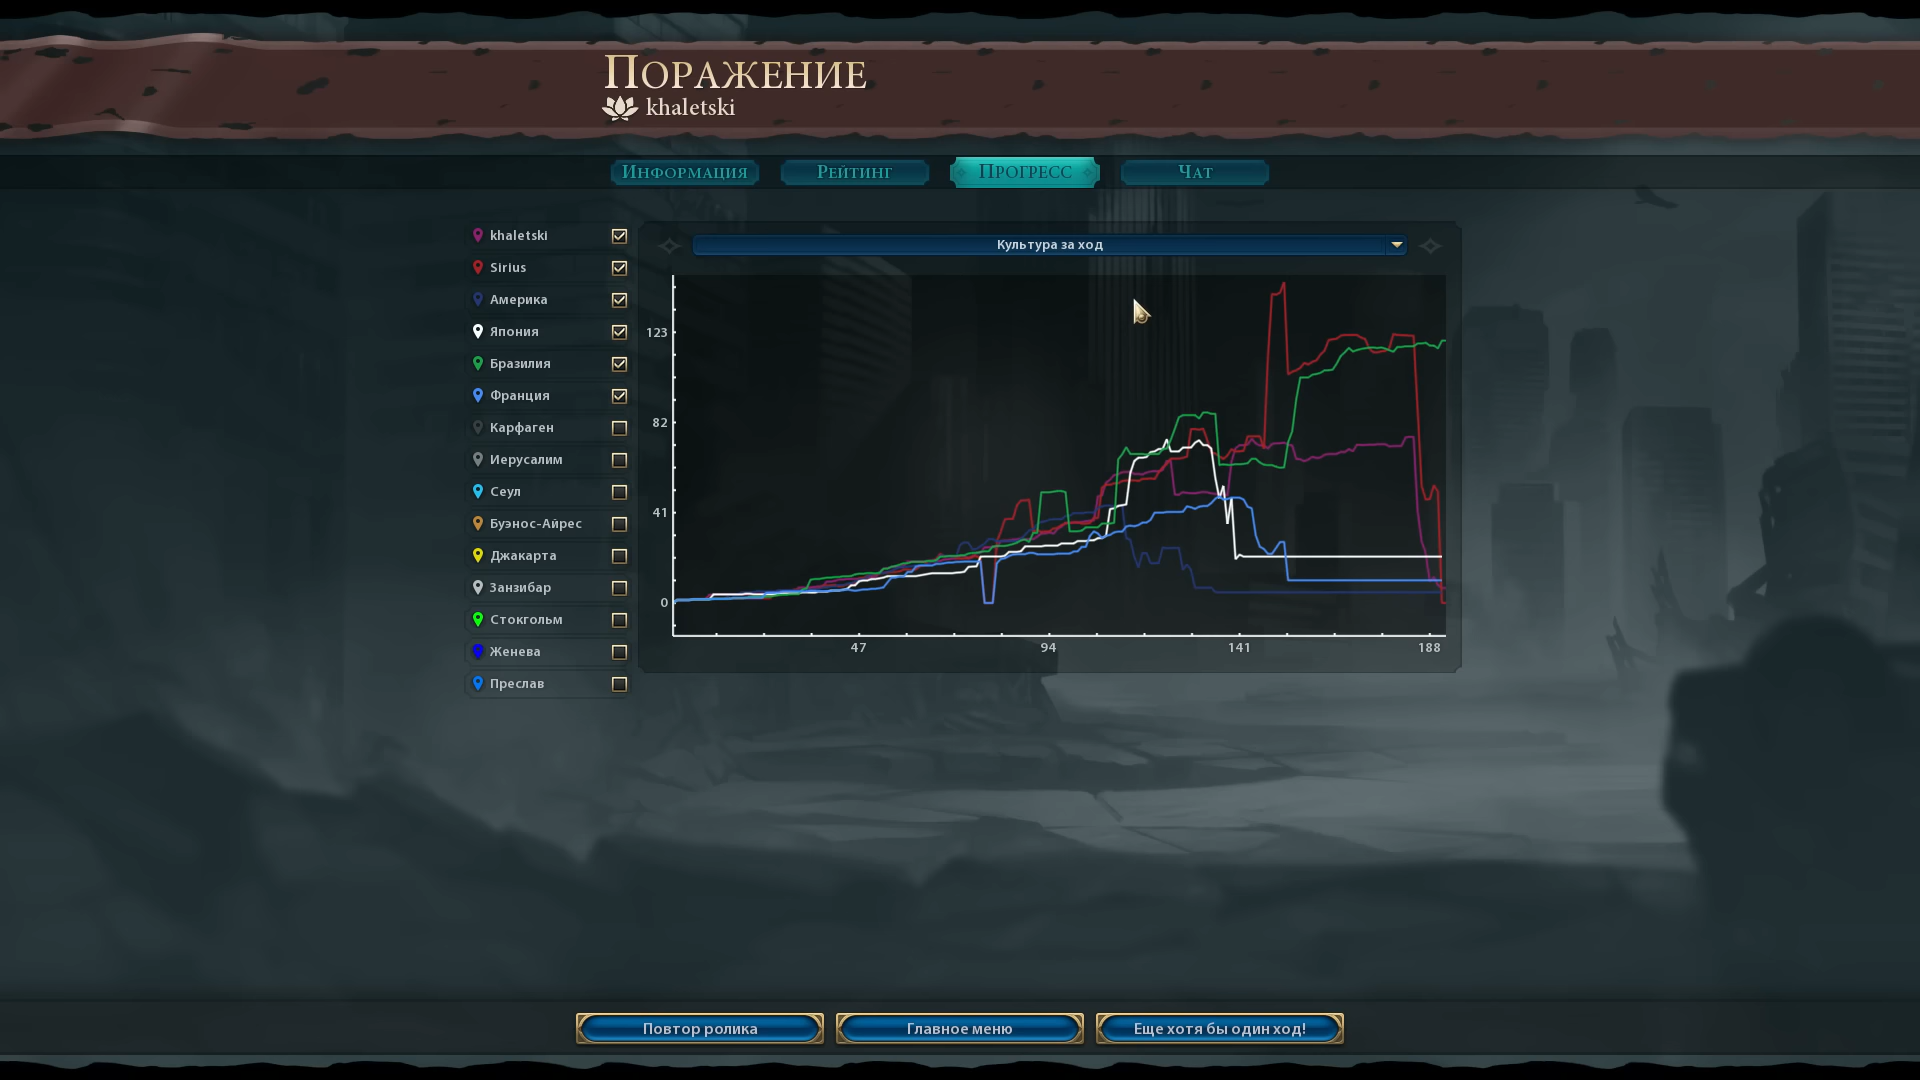 Поражение
khaletski
Информация
Рейтинг
Прогресс
Чат
khaletski
Sirius
Америка
Япония
Бразилия
Франция
Карфаген
Иерусалим
Сеул
Буэнос-Айрес
Джакарта
Занзибар
Стокгольм
Женева
Преслав
Культура за ход
123
82
41
0
47
94
141
188
Повтор ролика
Главное меню
Еще хотя бы один ход!